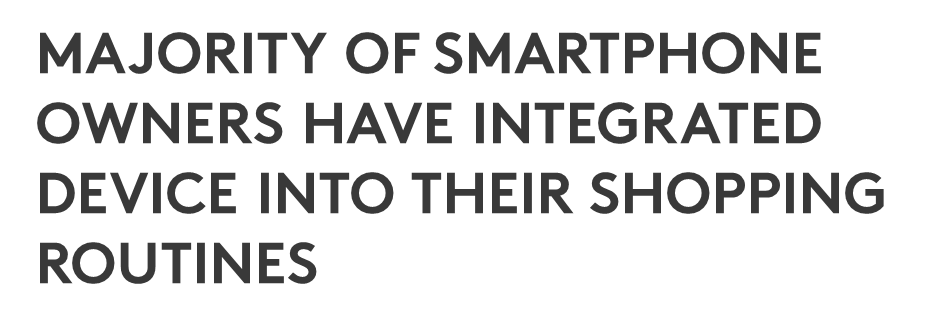 MAJORITY OF SMARTPHONE
OWNERS HAVE INTEGRATED
DEVICE INTO THEIR SHOPPING
ROUTINES